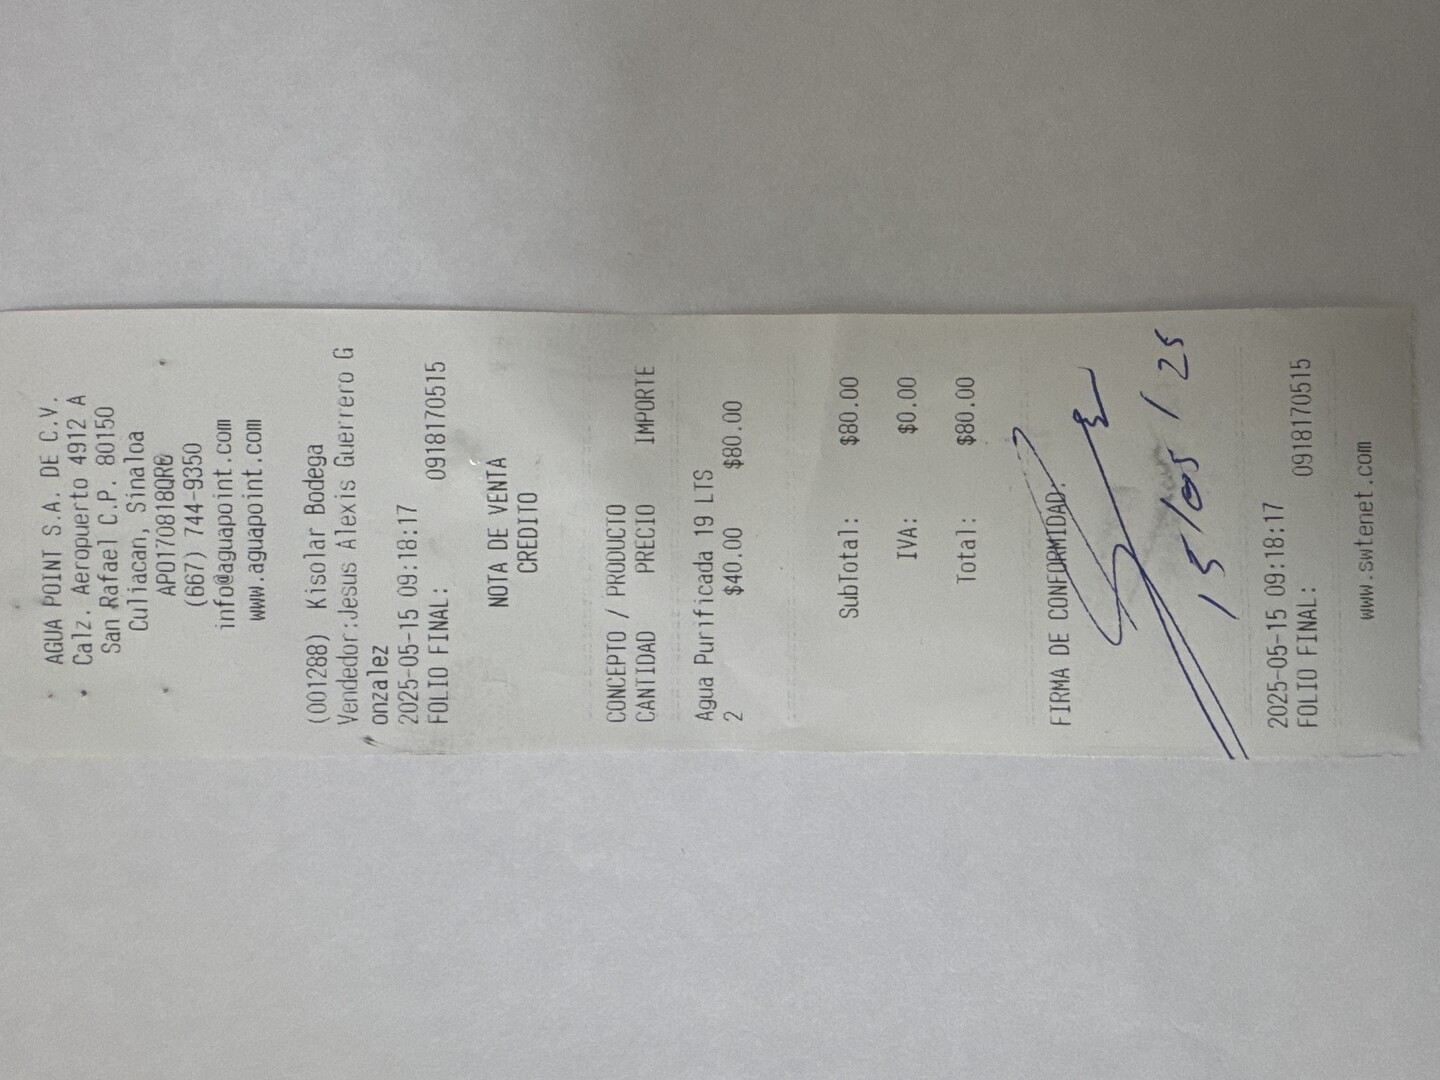 AGUA POINT S.A. DE C.V.
Calz. Aeropuerto 4912 A
San Rafael C.P. 80150
Culiacan, Sinaloa
APO170818QR6
(667) 744-9350
info@aguapoint.com
www.aguapoint.com
(001288) Kisolar Bodega
Vendedor:Jesus Alexis Guerrero G
onzalez
2025-05-15 09:18:17
FOLIO FINAL: 0918170515
NOTA DE VENTA
CREDITO
CONCEPTO / PRODUCTO
CANTIDAD PRECIO IMPORTE
Agua Purificada 19 LTS
2 $40.00 $80.00
SubTotal: $80.00
IVA: $0.00
Total: $80.00
FIRMA DE CONFORMIDAD:
15/05/25
2025-05-15 09:18:17
FOLIO FINAL: 0918170515
www.swtenet.com